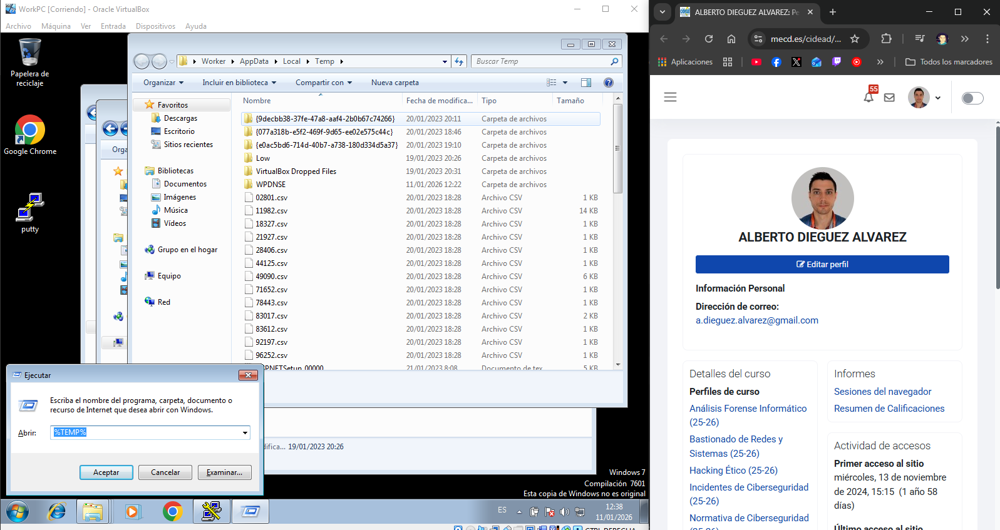 WorkPC [Corriendo] - Oracle VirtualBox
Archivo Máquina Ver Entrada Dispositivos Ayuda
Papelera de reciclaje
Google Chrome
putty
Worker AppData Local Temp
Buscar Temp
Organizar Incluir en biblioteca Compartir con Nueva carpeta
Orga
Favoritos
Descargas
Escritorio
Sitios recientes
Bibliotecas
Documentos
Imágenes
Música
Vídeos
Grupo en el hogar
Equipo
Red
Nombre Fecha de modifica... Tipo Tamaño
{9decbb38-37fe-47a8-aaf4-2b0b67c74266} 20/01/2023 20:11 Carpeta de archivos
{077a318b-e5f2-469f-9d65-ee02e575c44c} 20/01/2023 18:46 Carpeta de archivos
{e0ac5bd6-714d-40b7-a738-180d334d5a37} 20/01/2023 19:10 Carpeta de archivos
Low 19/01/2023 20:26 Carpeta de archivos
VirtualBox Dropped Files 19/01/2023 20:31 Carpeta de archivos
WPDNSE 11/01/2026 12:22 Carpeta de archivos
02801.csv 20/01/2023 18:28 Archivo CSV 1 KB
11982.csv 20/01/2023 18:28 Archivo CSV 14 KB
18327.csv 20/01/2023 18:28 Archivo CSV 1 KB
21927.csv 20/01/2023 18:28 Archivo CSV 1 KB
28406.csv 20/01/2023 18:28 Archivo CSV 1 KB
44125.csv 20/01/2023 18:28 Archivo CSV 1 KB
49090.csv 20/01/2023 18:28 Archivo CSV 6 KB
71652.csv 20/01/2023 18:28 Archivo CSV 1 KB
78443.csv 20/01/2023 18:28 Archivo CSV 1 KB
83017.csv 20/01/2023 18:28 Archivo CSV 2 KB
83612.csv 20/01/2023 18:28 Archivo CSV 1 KB
92197.csv 20/01/2023 18:28 Archivo CSV 1 KB
96252.csv 20/01/2023 18:28 Archivo CSV 1 KB
PNETSetup_00000 21/01/2023 8:08 Documento de tex 5 KB
difica... 19/01/2023 20:26
Ejecutar
Escriba el nombre del programa, carpeta, documento o
recurso de Internet que desea abrir con Windows.
Abrir: %TEMP%
Aceptar Cancelar Examinar...
Windows 7
Compilación 7601
Esta copia de Windows no es original
ES
12:38
11/01/2026
CTRL DERECHA
ALBERTO DIEGUEZ ALVAREZ: Pe
mecd.es/cidead/...
Aplicaciones
Todos los marcadores
55
ALBERTO DIEGUEZ ALVAREZ
Editar perfil
Información Personal
Dirección de correo:
a.dieguez.alvarez@gmail.com
Detalles del curso
Perfiles de curso
Análisis Forense Informático
(25-26)
Bastionado de Redes y
Sistemas (25-26)
Hacking Ético (25-26)
Incidentes de Ciberseguridad
(25-26)
Normativa de Ciberseguridad
(25-26)
Informes
Sesiones del navegador
Resumen de Calificaciones
Actividad de accesos
Primer acceso al sitio
miércoles, 13 de noviembre
de 2024, 15:15 (1 año 58
días)
Último acceso al sitio